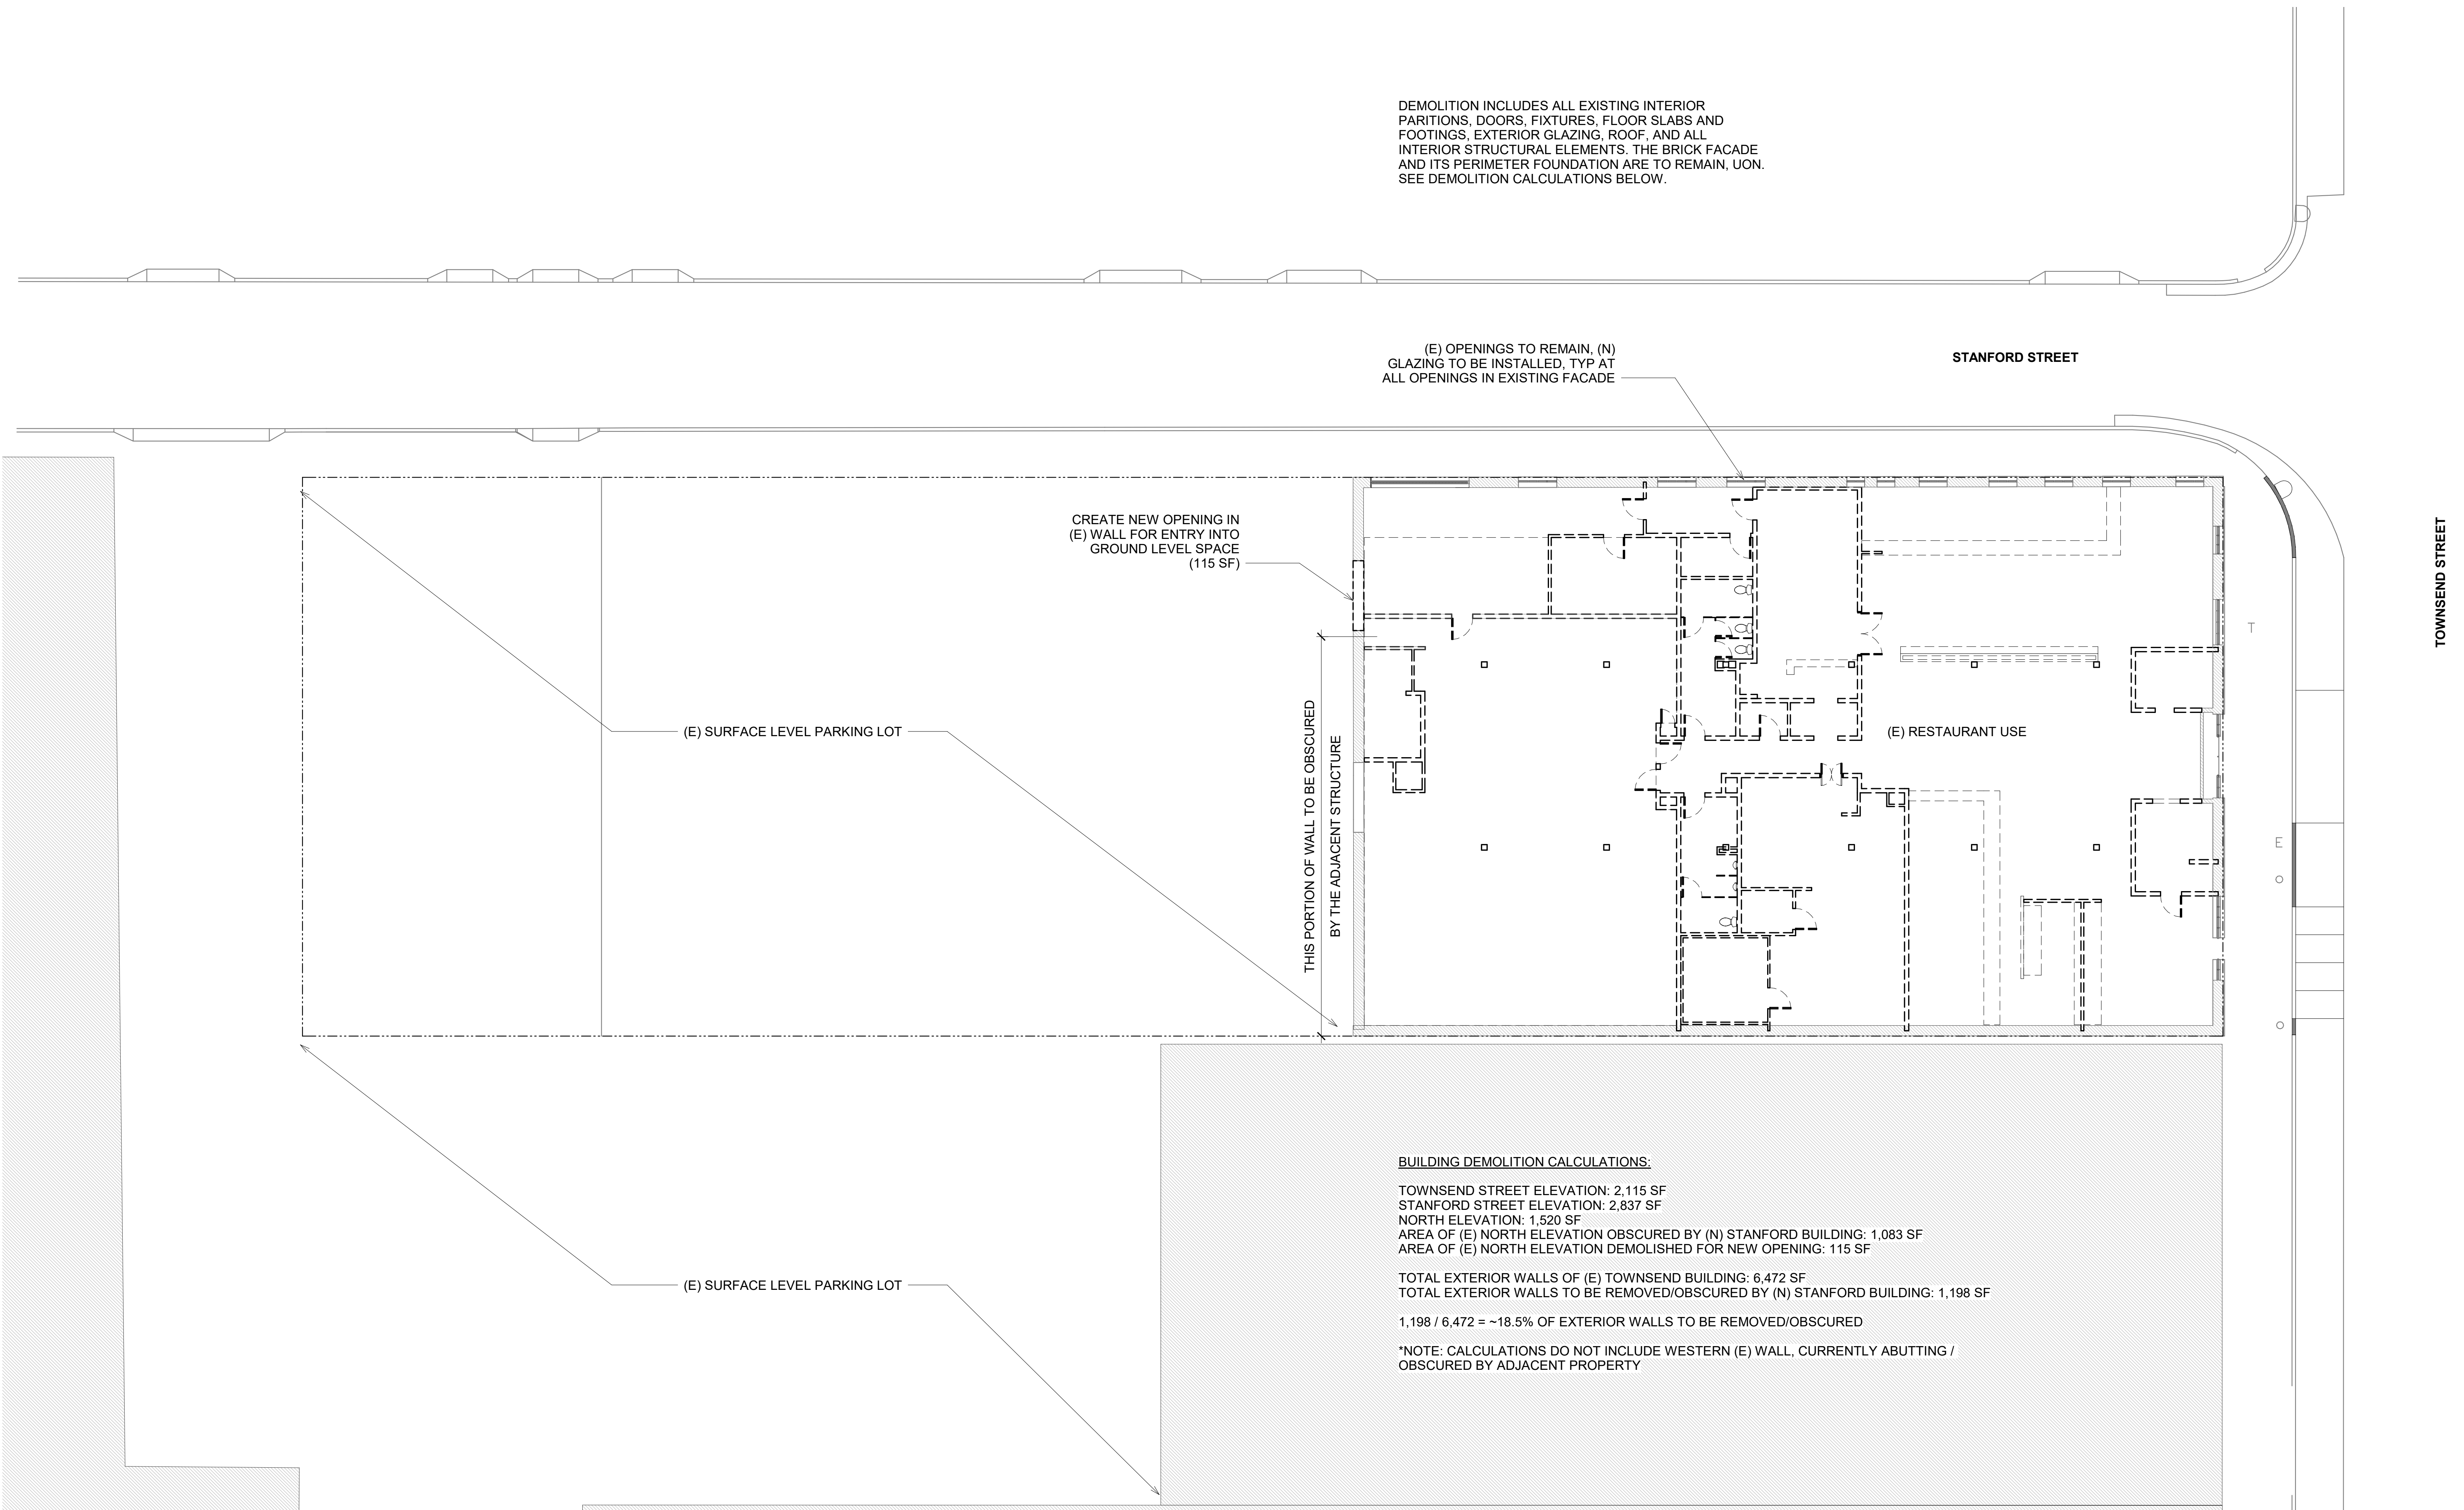 DEMOLITION INCLUDES ALL EXISTING INTERIOR
PARITIONS, DOORS, FIXTURES, FLOOR SLABS AND
FOOTINGS, EXTERIOR GLAZING, ROOF, AND ALL
INTERIOR STRUCTURAL ELEMENTS. THE BRICK FACADE
AND ITS PERIMETER FOUNDATION ARE TO REMAIN, UON.
SEE DEMOLITION CALCULATIONS BELOW.
(E) OPENINGS TO REMAIN, (N)
GLAZING TO BE INSTALLED, TYP AT
ALL OPENINGS IN EXISTING FACADE
STANFORD STREET
TOWNSEND STREET
CREATE NEW OPENING IN
(E) WALL FOR ENTRY INTO
GROUND LEVEL SPACE
(115 SF)
T
(E) SURFACE LEVEL PARKING LOT
THIS PORTION OF WALL TO BE OBSCURED
BY THE ADJACENT STRUCTURE
(E) RESTAURANT USE
E
BUILDING DEMOLITION CALCULATIONS:
TOWNSEND STREET ELEVATION: 2,115 SF
STANFORD STREET ELEVATION: 2,837 SF
NORTH ELEVATION: 1,520 SF
AREA OF (E) NORTH ELEVATION OBSCURED BY (N) STANFORD BUILDING: 1,083 SF
AREA OF (E) NORTH ELEVATION DEMOLISHED FOR NEW OPENING: 115 SF
TOTAL EXTERIOR WALLS OF (E) TOWNSEND BUILDING: 6,472 SF
TOTAL EXTERIOR WALLS TO BE REMOVED/OBSCURED BY (N) STANFORD BUILDING: 1,198 SF
(E) SURFACE LEVEL PARKING LOT
1,198 / 6,472 = ~18.5% OF EXTERIOR WALLS TO BE REMOVED/OBSCURED
*NOTE: CALCULATIONS DO NOT INCLUDE WESTERN (E) WALL, CURRENTLY ABUTTING /
OBSCURED BY ADJACENT PROPERTY